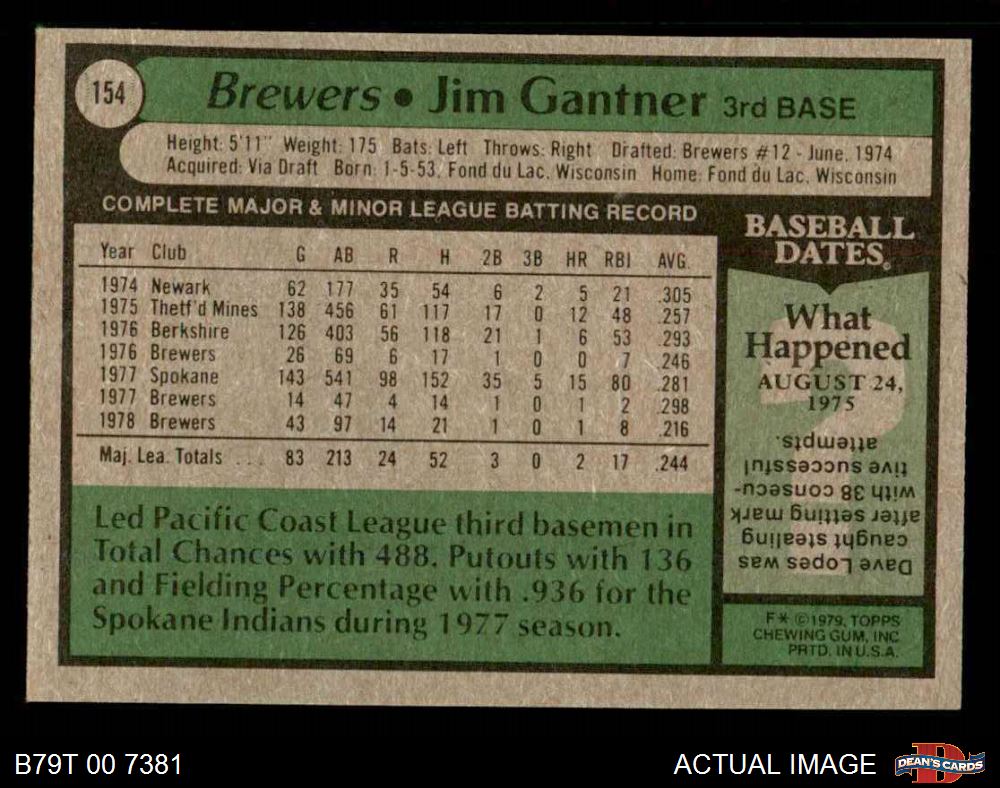 154
Brewers • Jim Gantner 3rd BASE
Height: 5'11" Weight: 175 Bats: Left Throws: Right Drafted: Brewers #12 - June, 1974
Acquired: Via Draft Born: 1-5-53, Fond du Lac, Wisconsin Home: Fond du Lac, Wisconsin
COMPLETE MAJOR & MINOR LEAGUE BATTING RECORD
Year Club G AB R H 2B 3B HR RBI AVG.
1974 Newark 62 177 35 54 6 2 5 21 .305
1975 Thetf'd Mines 138 456 61 117 17 0 12 48 .257
1976 Berkshire 126 403 56 118 21 1 6 53 .293
1976 Brewers 26 69 6 17 1 0 0 7 .246
1977 Spokane 143 541 98 152 35 5 15 80 .281
1977 Brewers 14 47 4 14 1 0 1 2 .298
1978 Brewers 43 97 14 21 1 0 1 8 .216
Maj. Lea. Totals ... 83 213 24 52 3 0 2 17 .244
Led Pacific Coast League third basemen in
Total Chances with 488, Putouts with 136
and Fielding Percentage with .936 for the
Spokane Indians during 1977 season.
BASEBALL
DATES®
What
Happened
AUGUST 24,
1975
?
Dave Lopes was
caught stealing
after setting mark
with 38 consecu-
tive successful
attempts.
F* ©1979, TOPPS
CHEWING GUM, INC.
PRTD. IN U.S.A.
B79T 00 7381
ACTUAL IMAGE
D
DEAN'S CARDS